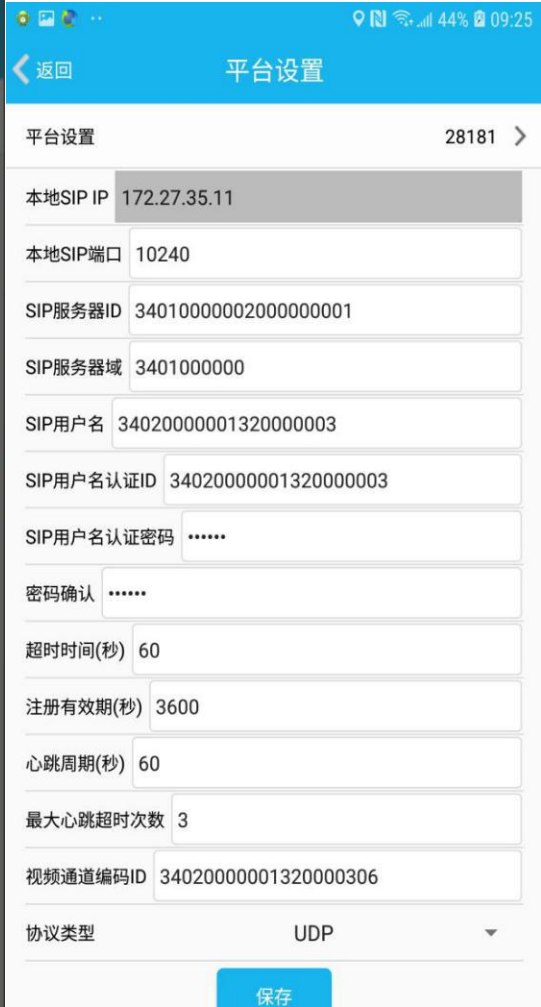 44% 09:25
返回 平台设置
平台设置 28181
本地SIP IP 172.27.35.11
本地SIP端口 10240
SIP服务器ID 34010000002000000001
SIP服务器域 3401000000
SIP用户名 34020000001320000003
SIP用户名认证ID 34020000001320000003
SIP用户名认证密码 ••••••
密码确认 ••••••
超时时间(秒) 60
注册有效期(秒) 3600
心跳周期(秒) 60
最大心跳超时次数 3
视频通道编码ID 34020000001320000306
协议类型 UDP
保存